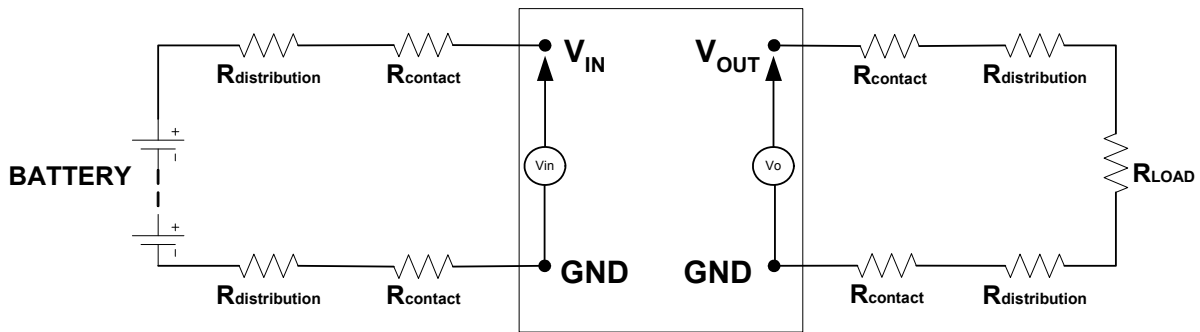 Rdistribution
Rcontact
VIN
VOUT
Rcontact
Rdistribution
+
–
BATTERY
Vin
Vo
RLOAD
+
–
Rdistribution
Rcontact
GND
GND
Rcontact
Rdistribution